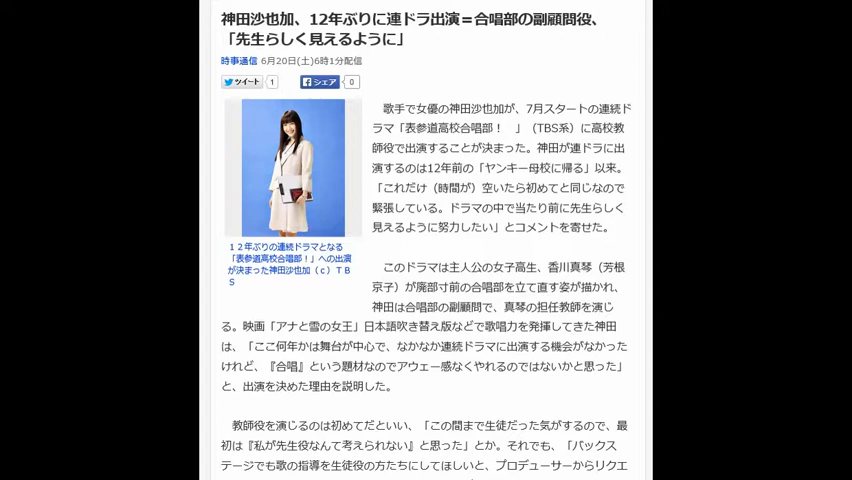 神田沙也加、12年ぶりに連ドラ出演＝合唱部の副顧問役、
「先生らしく見えるように」
時事通信 6月20日(土)6時1分配信
ツイート 1 シェア 0
歌手で女優の神田沙也加が、7月スタートの連続ド
ラマ「表参道高校合唱部！　」（TBS系）に高校教
師役で出演することが決まった。神田が連ドラに出
演するのは12年前の「ヤンキー母校に帰る」以来。
「これだけ（時間が）空いたら初めてと同じなので
緊張している。ドラマの中で当たり前に先生らしく
見えるように努力したい」とコメントを寄せた。
１２年ぶりの連続ドラマとなる
「表参道高校合唱部！」への出演
が決まった神田沙也加（ｃ）ＴＢ
Ｓ
このドラマは主人公の女子高生、香川真琴（芳根
京子）が廃部寸前の合唱部を立て直す姿が描かれ、
神田は合唱部の副顧問で、真琴の担任教師を演じ
る。映画「アナと雪の女王」日本語吹き替え版などで歌唱力を発揮してきた神田
は、「ここ何年かは舞台が中心で、なかなか連続ドラマに出演する機会がなかった
けれど、『合唱』という題材なのでアウェー感なくやれるのではないかと思った」
と、出演を決めた理由を説明した。
教師役を演じるのは初めてだといい、「この間まで生徒だった気がするので、最
初は『私が先生役なんて考えられない』と思った」とか。それでも、「バックス
テージでも歌の指導を生徒役の方たちにしてほしいと、プロデューサーからリクエ